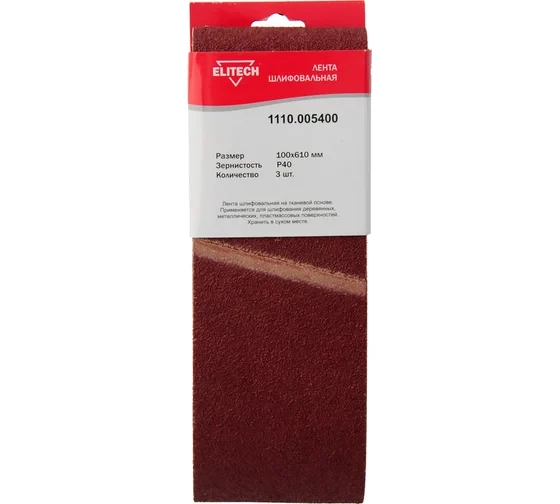 ELITECH
ЛЕНТА
ШЛИФОВАЛЬНАЯ
1110.005400
Размер 100x610 мм
Зернистость P40
Количество 3 шт.
Лента шлифовальная на тканевой основе.
Применяется для шлифования деревянных,
металлических, пластмассовых поверхностей.
Хранить в сухом месте.